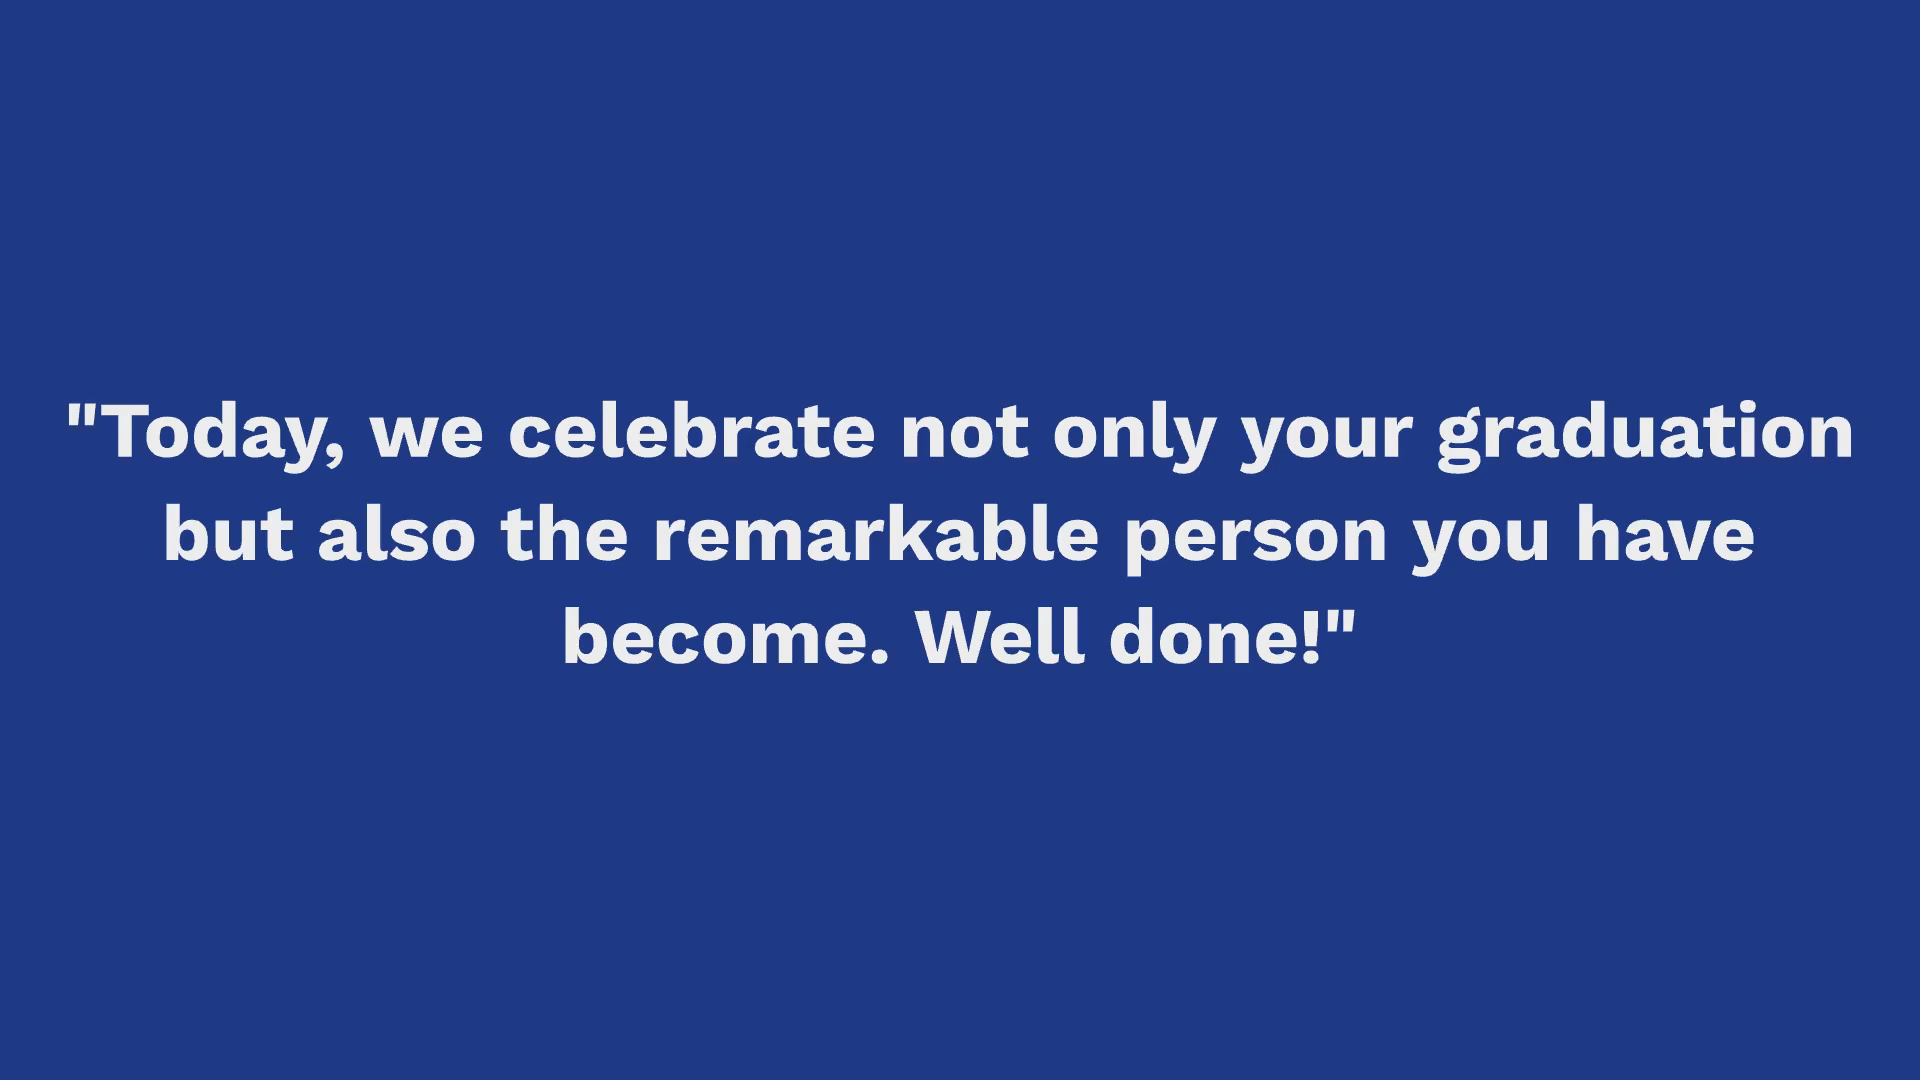 "Today, we celebrate not only your graduation
but also the remarkable person you have
become. Well done!"